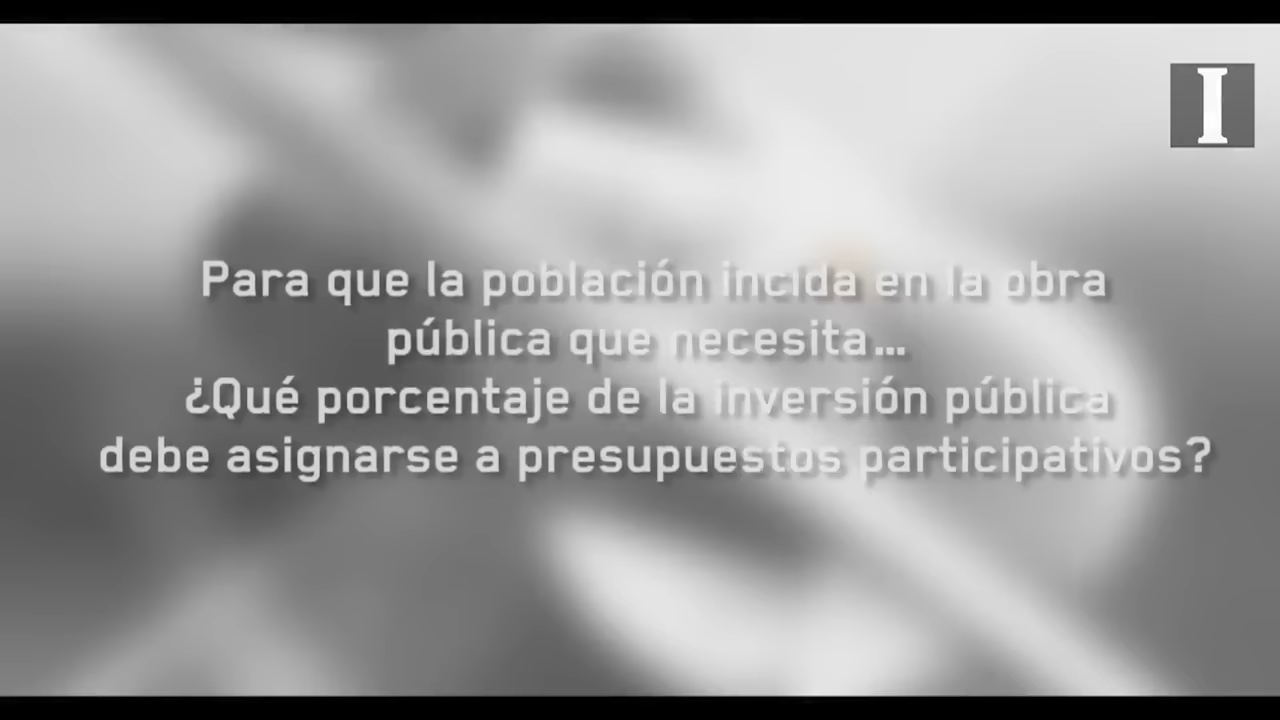 I
Para que la población incida en la obra
pública que necesita...
¿Qué porcentaje de la inversión pública
debe asignarse a presupuestos participativos?